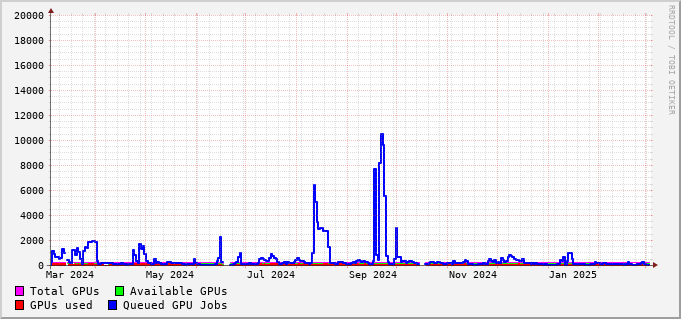 20000
18000
16000
14000
12000
10000
8000
6000
4000
2000
0
Mar 2024 May 2024 Jul 2024 Sep 2024 Nov 2024 Jan 2025
Total GPUs Available GPUs
GPUs used Queued GPU Jobs
RRDTOOL / TOBI OETIKER